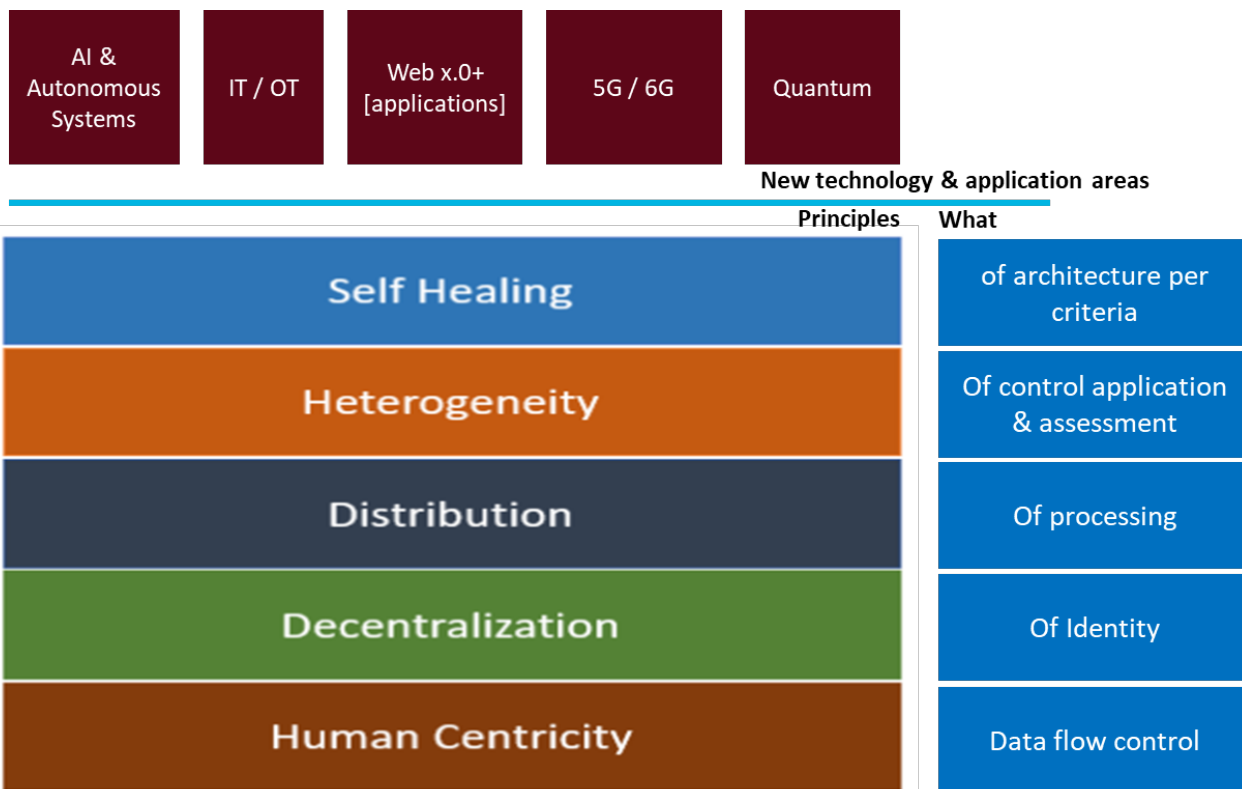 AI &
Autonomous
Systems
IT / OT
Web x.0+
[applications]
5G / 6G
Quantum
New technology & application areas
Principles
What
Self Healing
of architecture per
criteria
Heterogeneity
Of control application
& assessment
Distribution
Of processing
Decentralization
Of Identity
Human Centricity
Data flow control